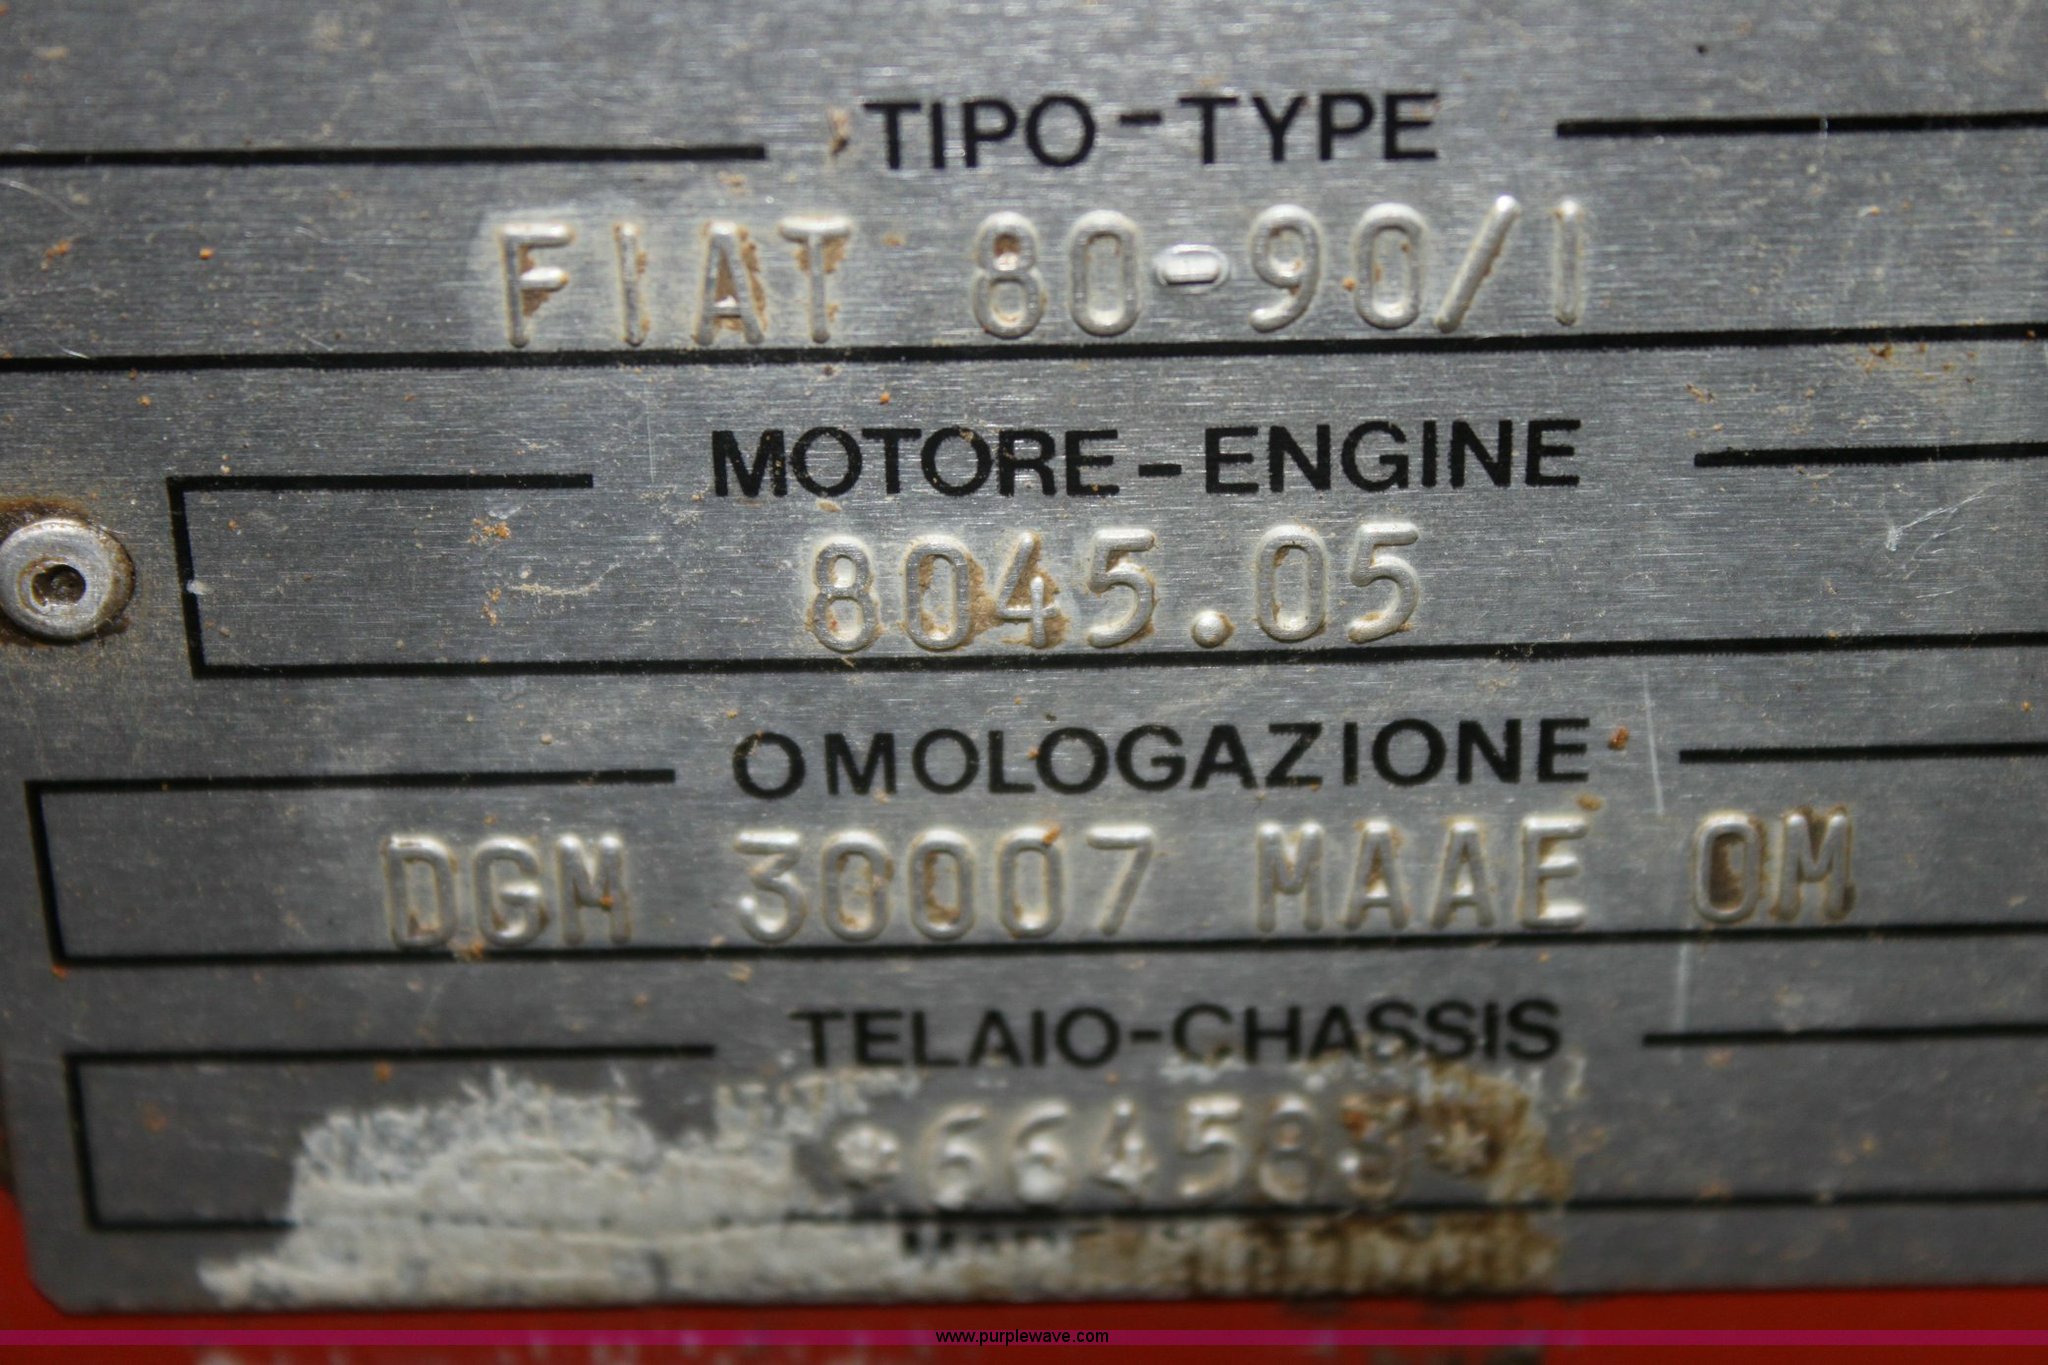 TIPO-TYPE
FIAT 80-90/1
MOTORE-ENGINE
8045.05
OMOLOGAZIONE
DGM 30007 MAAE OM
TELAIO-CHASSIS
*664583*
www.purplewave.com